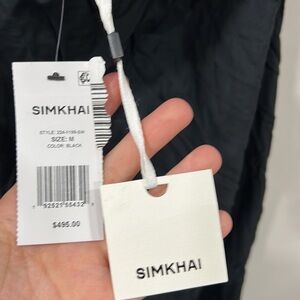 SIMKHAI
SIZE: M
COLOR: BLACK
$495.00
SIMKHAI